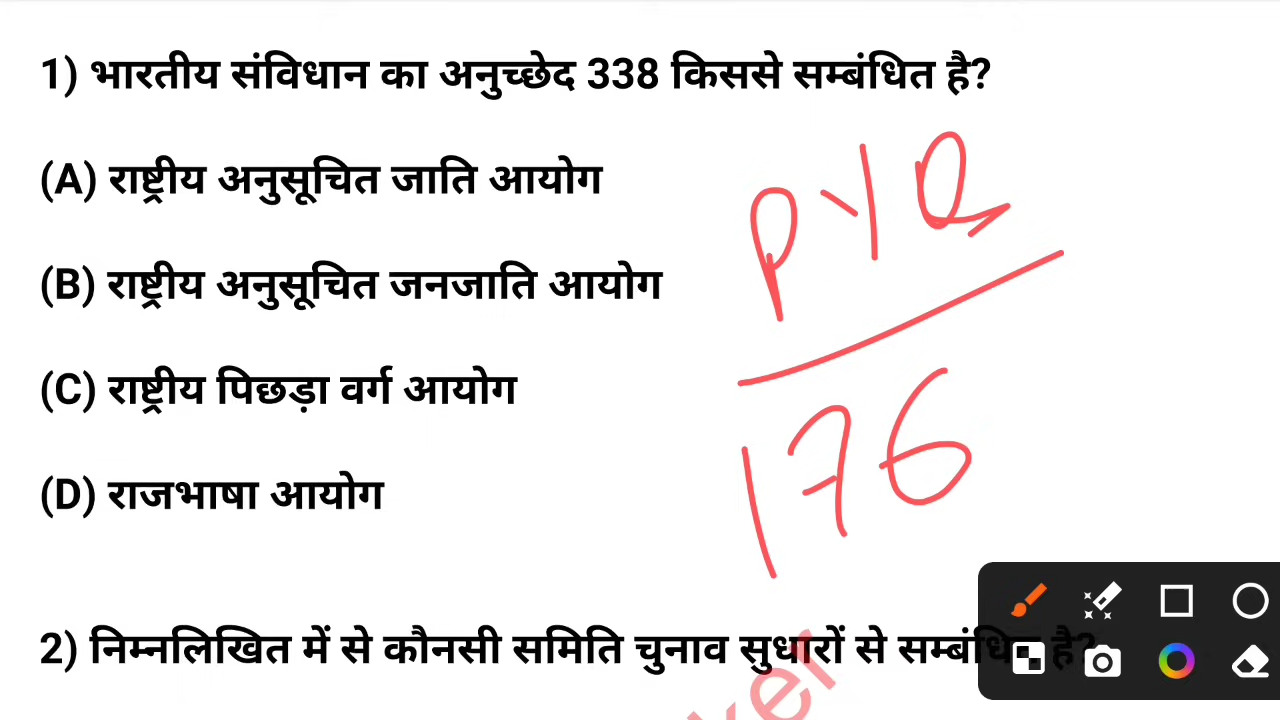 1) भारतीय संविधान का अनुच्छेद 338 किससे सम्बंधित है?
PYQ
(A) राष्ट्रीय अनुसूचित जाति आयोग
(B) राष्ट्रीय अनुसूचित जनजाति आयोग
(C) राष्ट्रीय पिछड़ा वर्ग आयोग
176
(D) राजभाषा आयोग
2) निम्नलिखित में से कौनसी समिति चुनाव सुधारों से सम्बंधित है?
ker